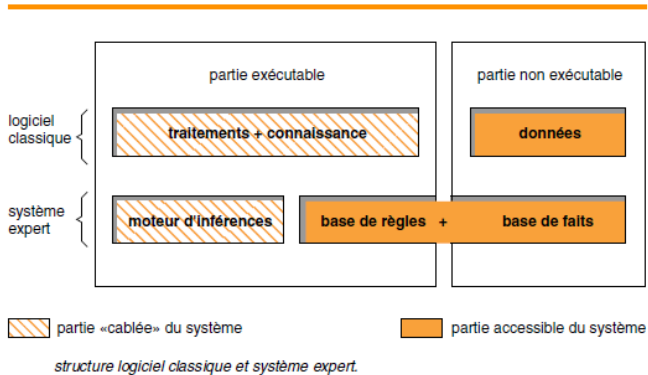 partie exécutable
partie non exécutable
logiciel
classique
traitements + connaissance
données
système
expert
moteur d'inférences
base de règles + base de faits
partie «cablée» du système
partie accessible du système
structure logiciel classique et système expert.